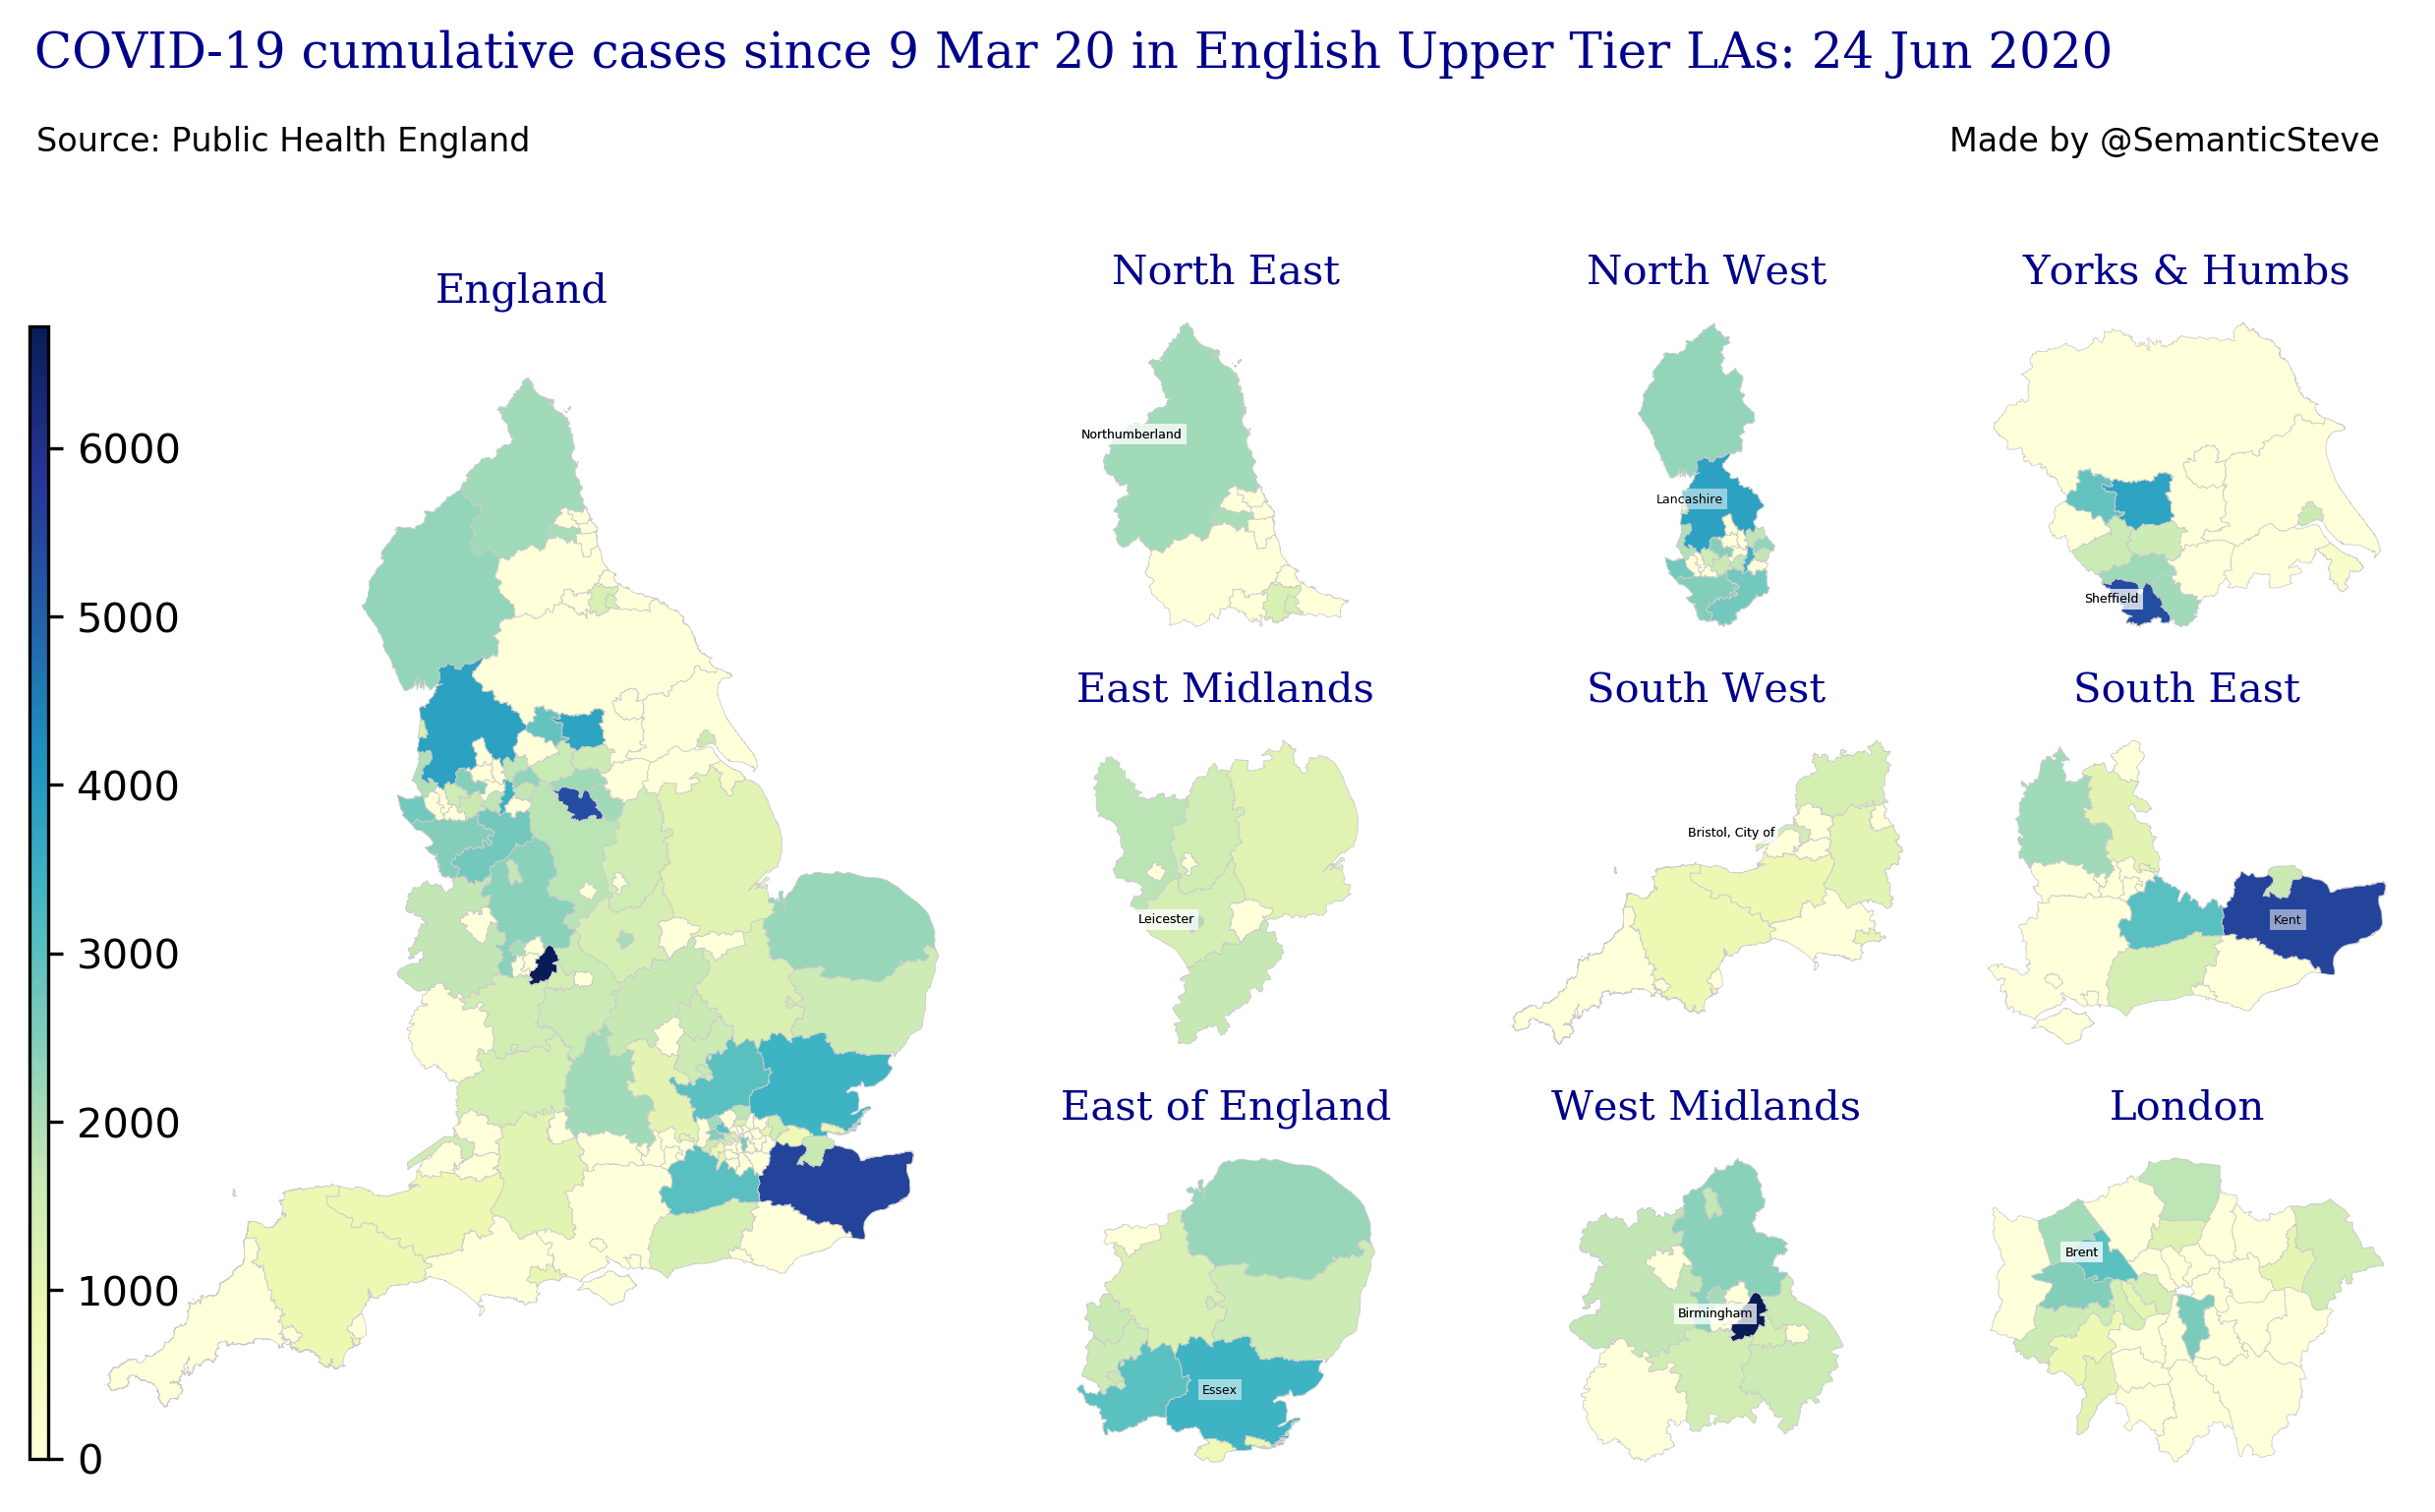 COVID-19 cumulative cases since 9 Mar 20 in English Upper Tier LAs: 24 Jun 2020
Source: Public Health England
Made by @SemanticSteve
England
6000
5000
4000
3000
2000
1000
0
North East
Northumberland
North West
Lancashire
Yorks & Humbs
Sheffield
East Midlands
Leicester
South West
Bristol, City of
South East
Kent
East of England
Essex
West Midlands
Birmingham
London
Brent